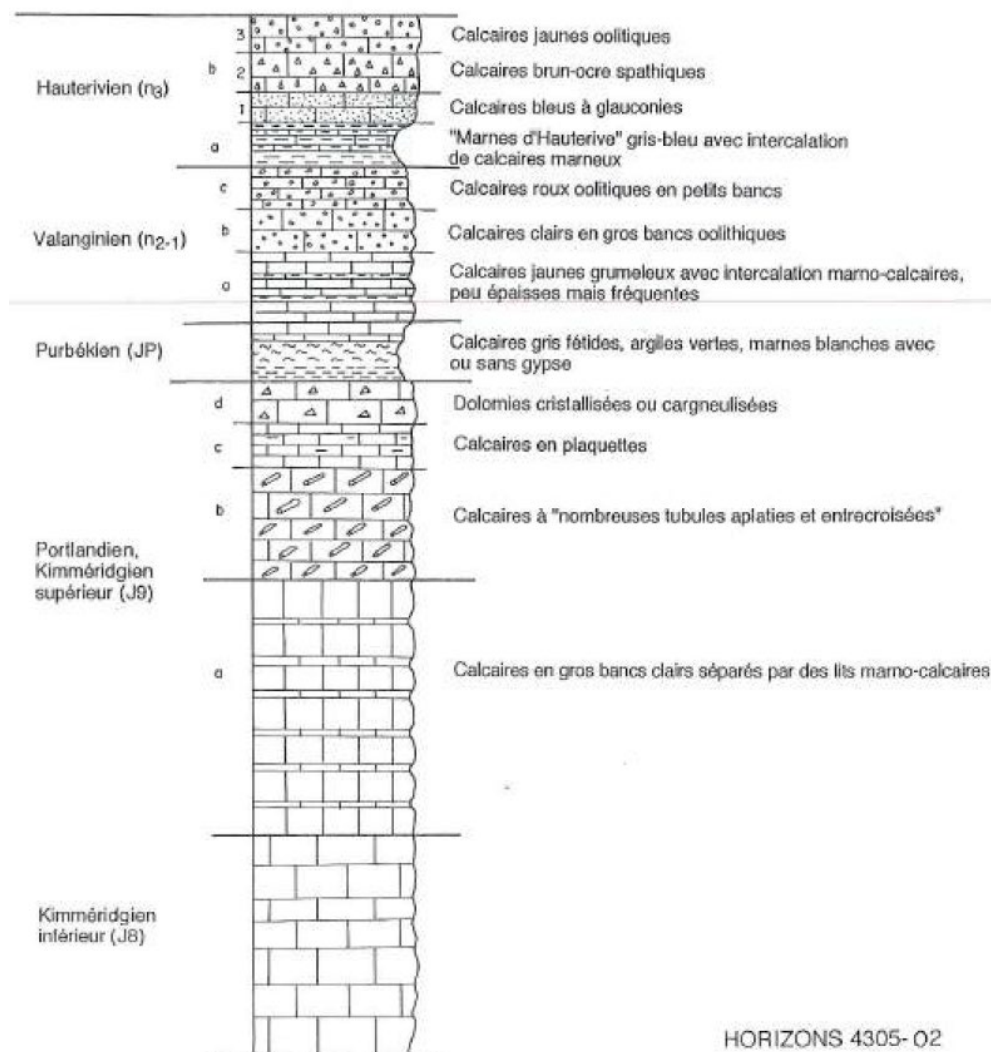 3
Calcaires jaunes oolitiques
b
2
Calcaires brun-ocre spathiques
Hauterivien (n3)
1
Calcaires bleus à glauconies
a
"Marnes d'Hauterive" gris-bleu avec intercalation
de calcaires marneux
c
Calcaires roux oolitiques en petits bancs
Valanginien (n2-1)
b
Calcaires clairs en gros bancs oolithiques
a
Calcaires jaunes grumeleux avec intercalation marno-calcaires,
peu épaisses mais fréquentes
Purbékien (JP)
Calcaires gris fétides, argiles vertes, marnes blanches avec
ou sans gypse
d
Dolomies cristallisées ou cargneulisées
c
Calcaires en plaquettes
b
Calcaires à "nombreuses tubules aplaties et entrecroisées"
Portlandien,
Kimméridgien
supérieur (J9)
a
Calcaires en gros bancs clairs séparés par des lits marno-calcaires
Kimméridgien
intérieur (J8)
HORIZONS 4305-02